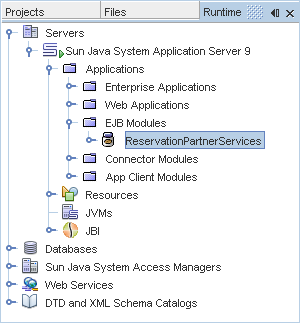 Projects Files Runtime
Servers
Sun Java System Application Server 9
Applications
Enterprise Applications
Web Applications
EJB Modules
ReservationPartnerServices
Connector Modules
App Client Modules
Resources
JVMs
JBI
Databases
Sun Java System Access Managers
Web Services
DTD and XML Schema Catalogs